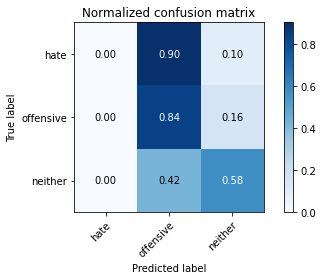 Normalized confusion matrix
hate 0.00 0.90 0.10
offensive 0.00 0.84 0.16
neither 0.00 0.42 0.58
hate offensive neither
True label
Predicted label
0.8
0.6
0.4
0.2
0.0